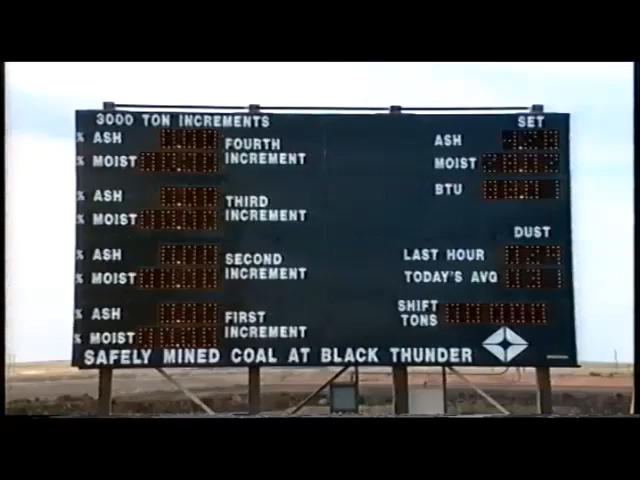 3000 TON INCREMENTS
% ASH
% MOIST
FOURTH
INCREMENT
% ASH
% MOIST
THIRD
INCREMENT
% ASH
% MOIST
SECOND
INCREMENT
% ASH
% MOIST
FIRST
INCREMENT
SET
ASH
MOIST
BTU
DUST
LAST HOUR
TODAY'S AVG
SHIFT
TONS
SAFELY MINED COAL AT BLACK THUNDER